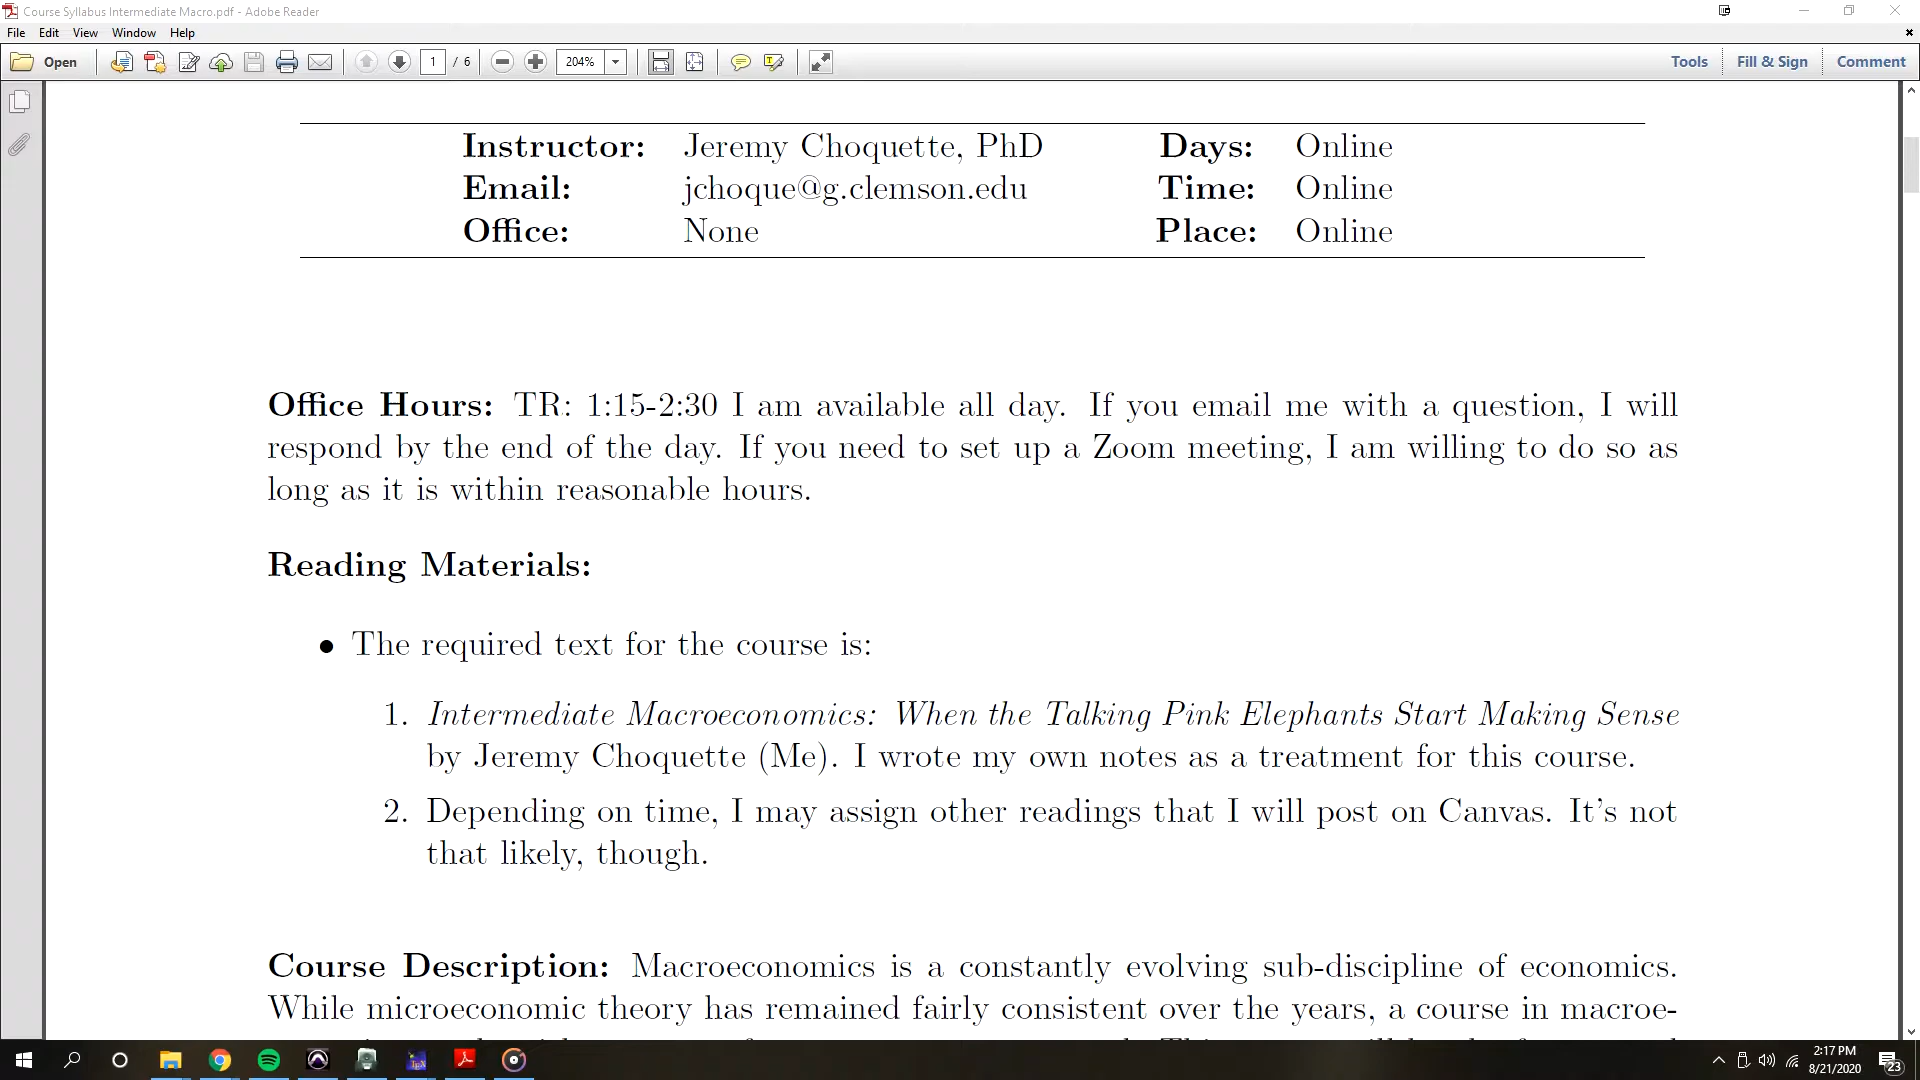 Course Syllabus Intermediate Macro.pdf - Adobe Reader
File Edit View Window Help
Open 1 / 6 204% Tools Fill & Sign Comment
Instructor: Jeremy Choquette, PhD Days: Online
Email: jchoque@g.clemson.edu Time: Online
Office: None Place: Online
Office Hours: TR: 1:15-2:30 I am available all day. If you email me with a question, I will
respond by the end of the day. If you need to set up a Zoom meeting, I am willing to do so as
long as it is within reasonable hours.
Reading Materials:
• The required text for the course is:
1. Intermediate Macroeconomics: When the Talking Pink Elephants Start Making Sense
by Jeremy Choquette (Me). I wrote my own notes as a treatment for this course.
2. Depending on time, I may assign other readings that I will post on Canvas. It's not
that likely, though.
Course Description: Macroeconomics is a constantly evolving sub-discipline of economics.
While microeconomic theory has remained fairly consistent over the years, a course in macroe-
2:17 PM
8/21/2020
23